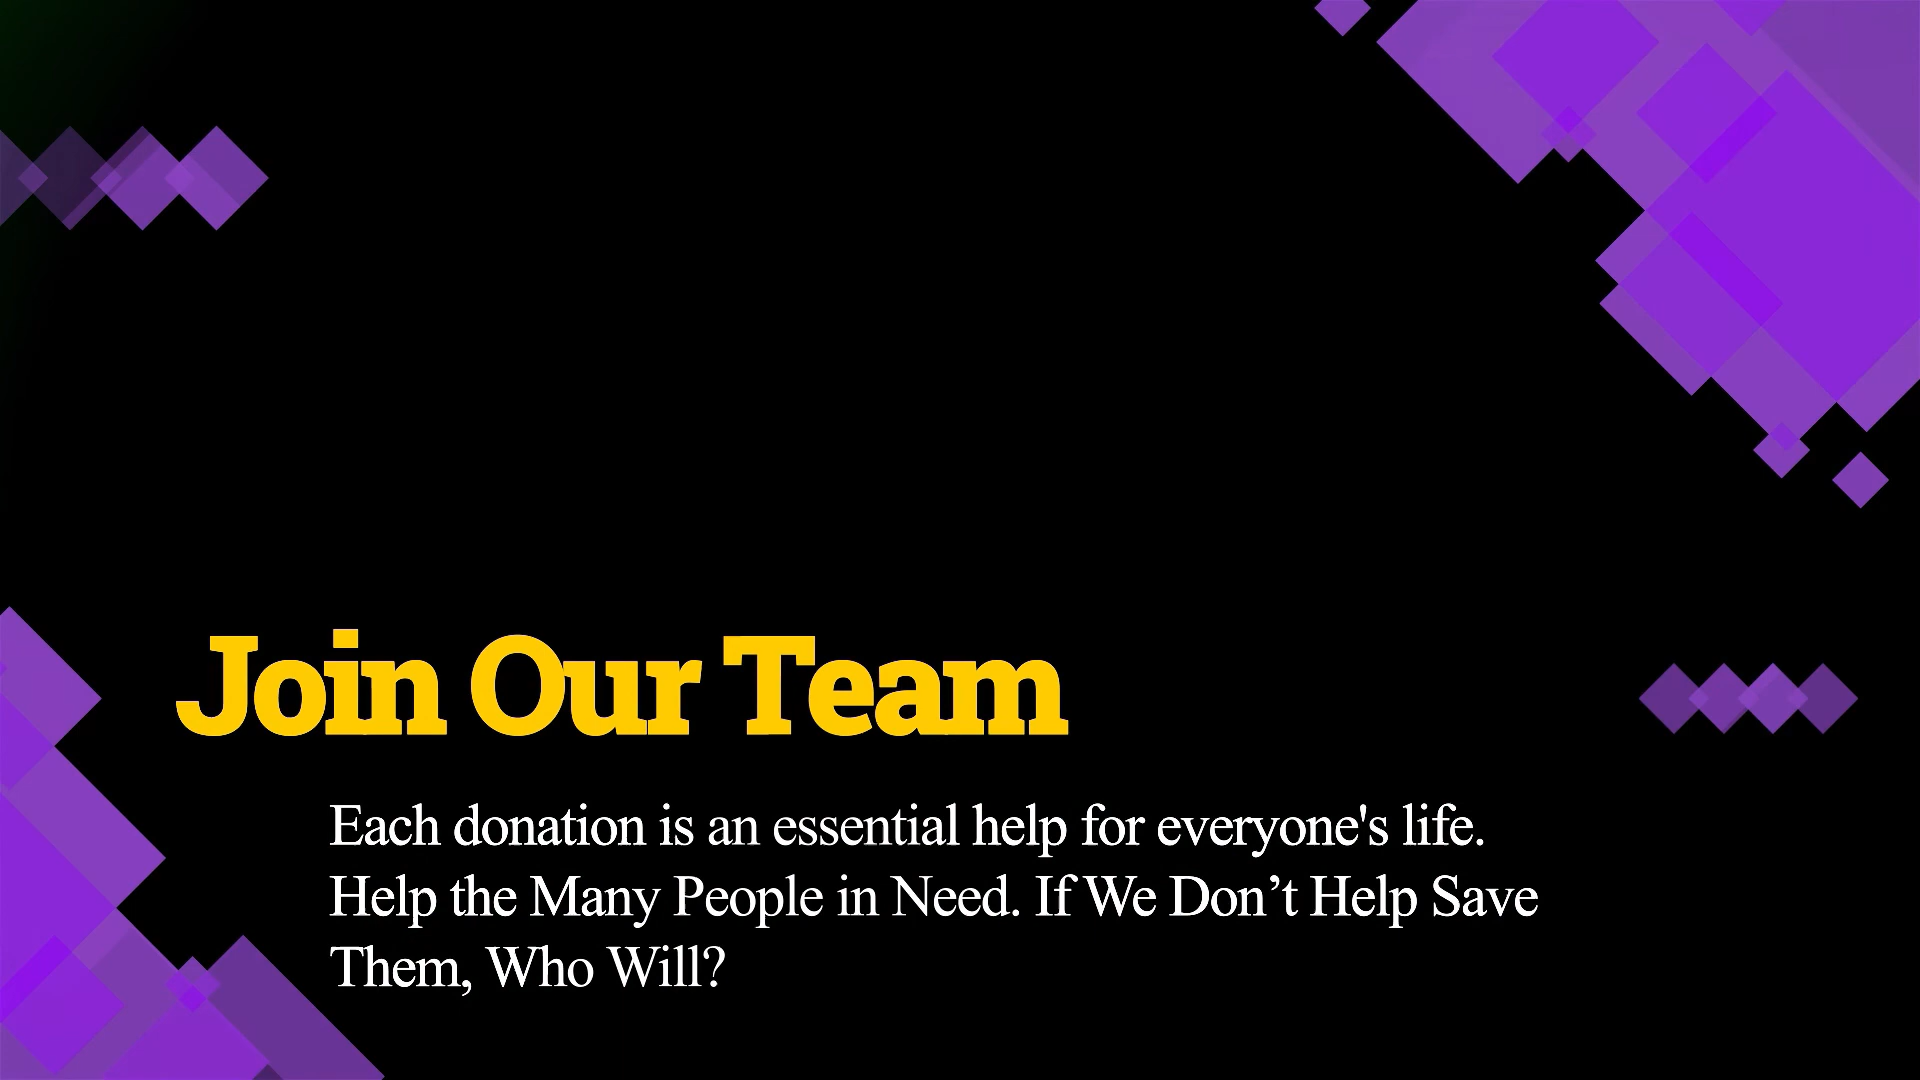 Join Our Team
Each donation is an essential help for everyone's life.
Help the Many People in Need. If We Don’t Help Save
Them, Who Will?